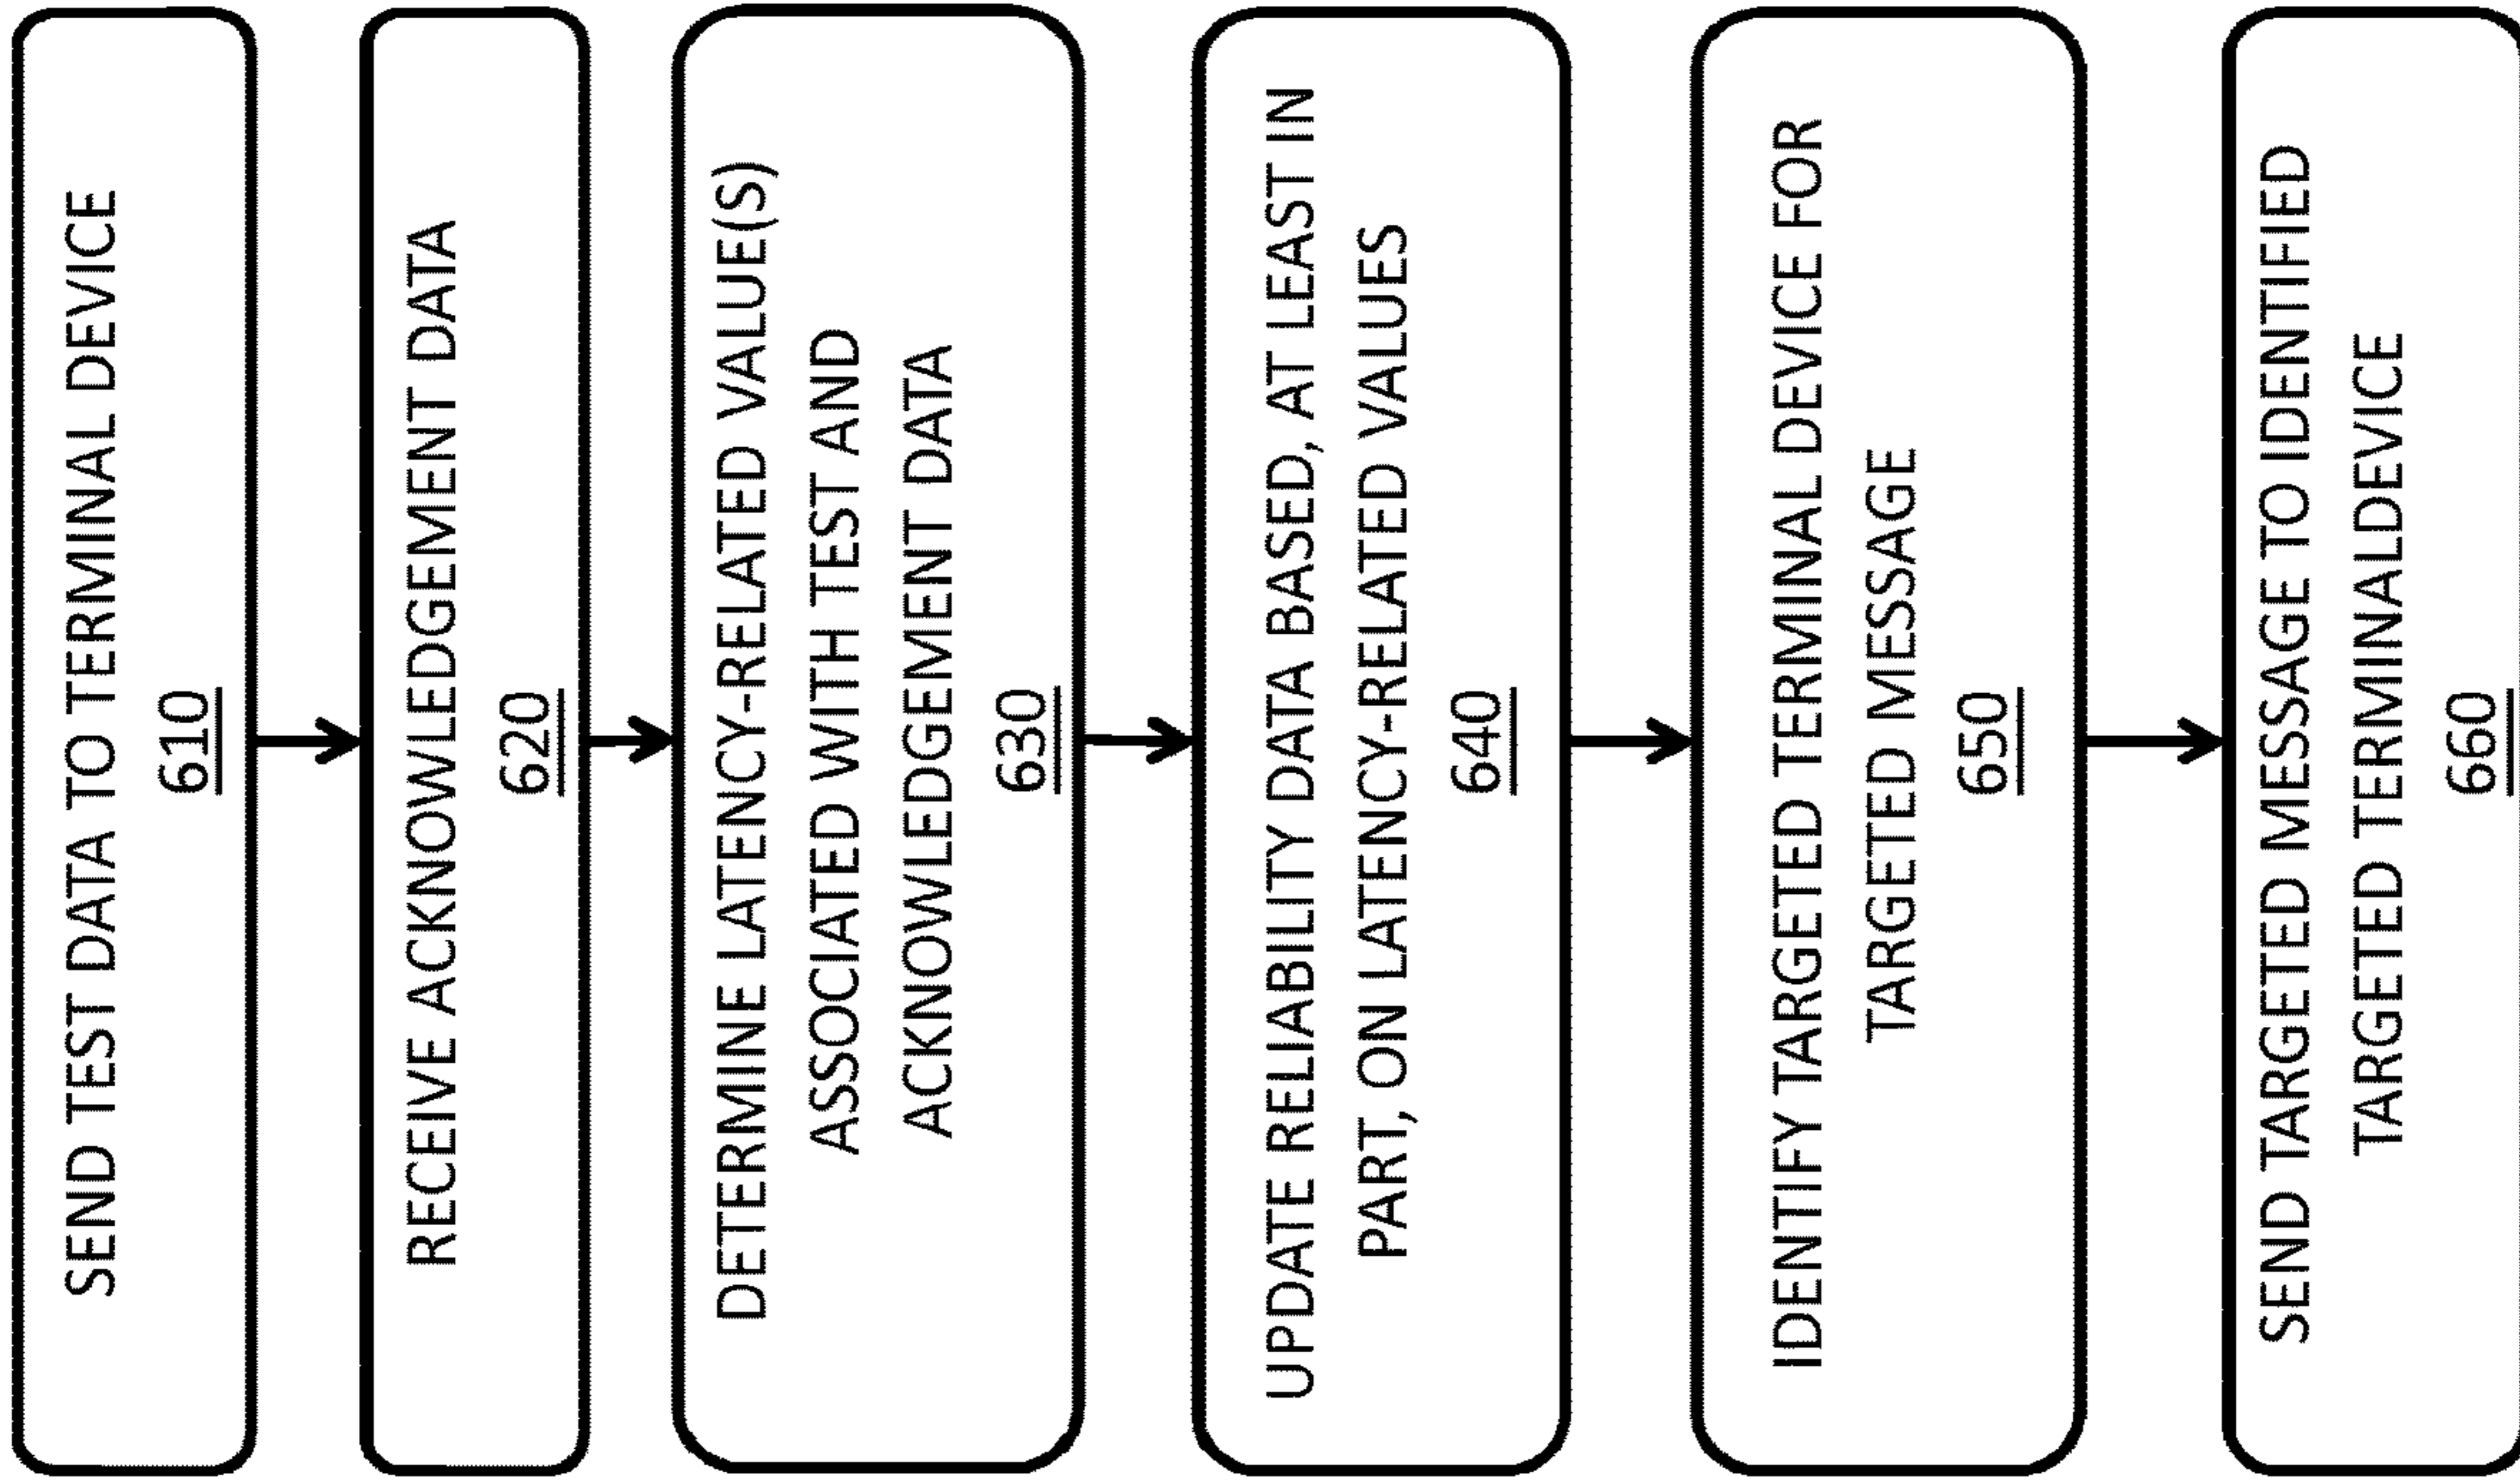 SEND TEST DATA TO TERMINAL DEVICE
610
RECEIVE ACKNOWLEDGEMENT DATA
620
DETERMINE LATENCY-RELATED VALUE(S)
ASSOCIATED WITH TEST AND
ACKNOWLEDGEMENT DATA
630
UPDATE RELIABILITY DATA BASED, AT LEAST IN
PART, ON LATENCY-RELATED VALUES
640
IDENTIFY TARGETED TERMINAL DEVICE FOR
TARGETED MESSAGE
650
SEND TARGETED MESSAGE TO IDENTIFIED
TARGETED TERMINALDEVICE
660